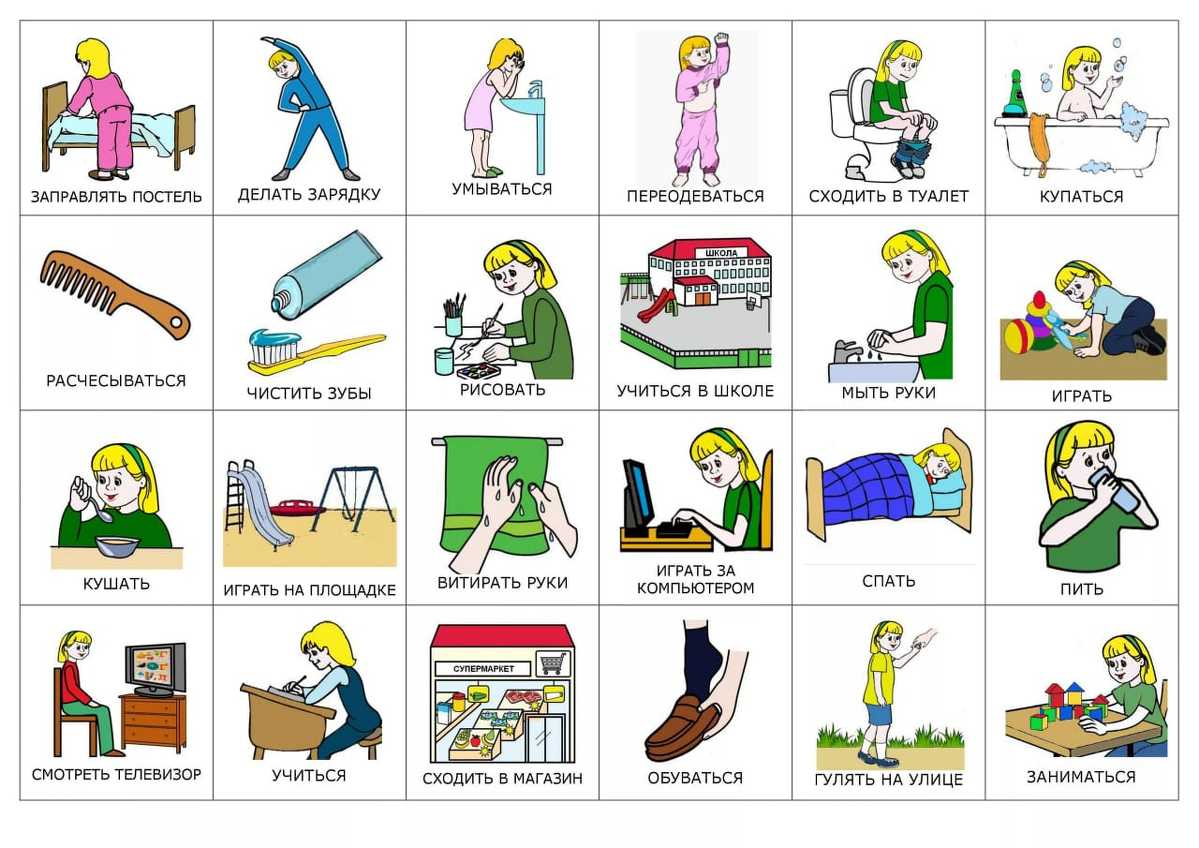 ЗАПРАВЛЯТЬ ПОСТЕЛЬ
ДЕЛАТЬ ЗАРЯДКУ
УМЫВАТЬСЯ
ПЕРЕОДЕВАТЬСЯ
СХОДИТЬ В ТУАЛЕТ
КУПАТЬСЯ
РАСЧЕСЫВАТЬСЯ
ЧИСТИТЬ ЗУБЫ
РИСОВАТЬ
ШКОЛА
УЧИТЬСЯ В ШКОЛЕ
МЫТЬ РУКИ
ИГРАТЬ
КУШАТЬ
ИГРАТЬ НА ПЛОЩАДКЕ
ВИТИРАТЬ РУКИ
ИГРАТЬ ЗА
КОМПЬЮТЕРОМ
СПАТЬ
ПИТЬ
СМОТРЕТЬ ТЕЛЕВИЗОР
УЧИТЬСЯ
СУПЕРМАРКЕТ
СХОДИТЬ В МАГАЗИН
ОБУВАТЬСЯ
ГУЛЯТЬ НА УЛИЦЕ
ЗАНИМАТЬСЯ